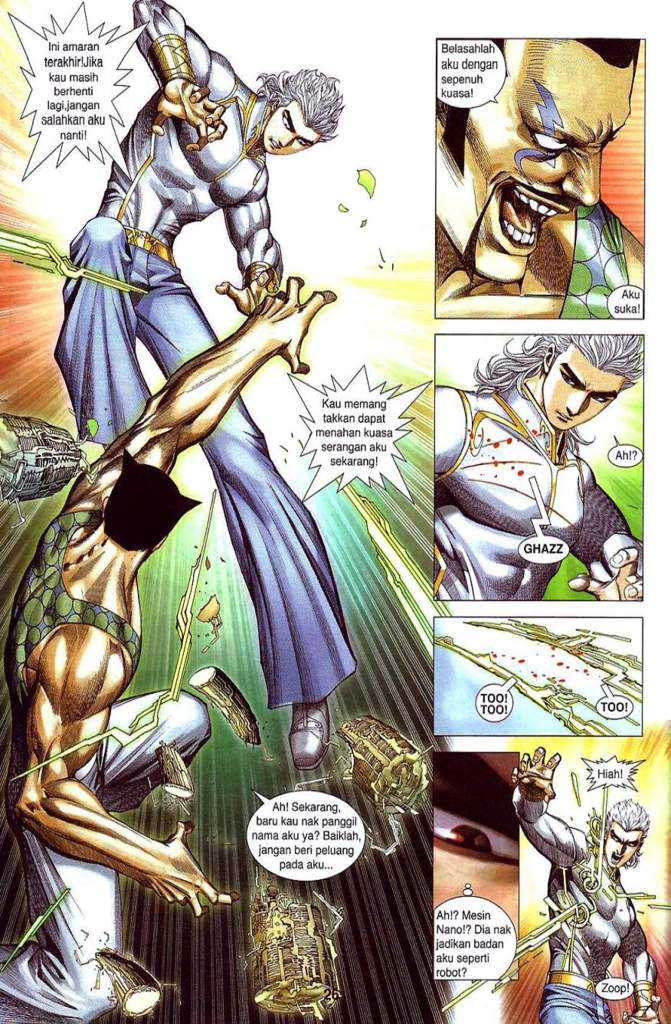 Ini amaran
terakhir!Jika
kau masih
berhenti
lagi,jangan
salahkan aku
nanti!
Kau memang
takkan dapat
menahan kuasa
serangan aku
sekarang!
Ah! Sekarang,
baru kau nak panggil
nama aku ya? Baiklah,
jangan beri peluang
pada aku...
Belasahlah
aku dengan
sepenuh
kuasa!
Aku
suka!
Ah!?
GHAZZ
TOO!
TOO!
TOO!
Hiah!
Ah!? Mesin
Nano!? Dia nak
jadikan badan
aku seperti
robot?
Zoop!